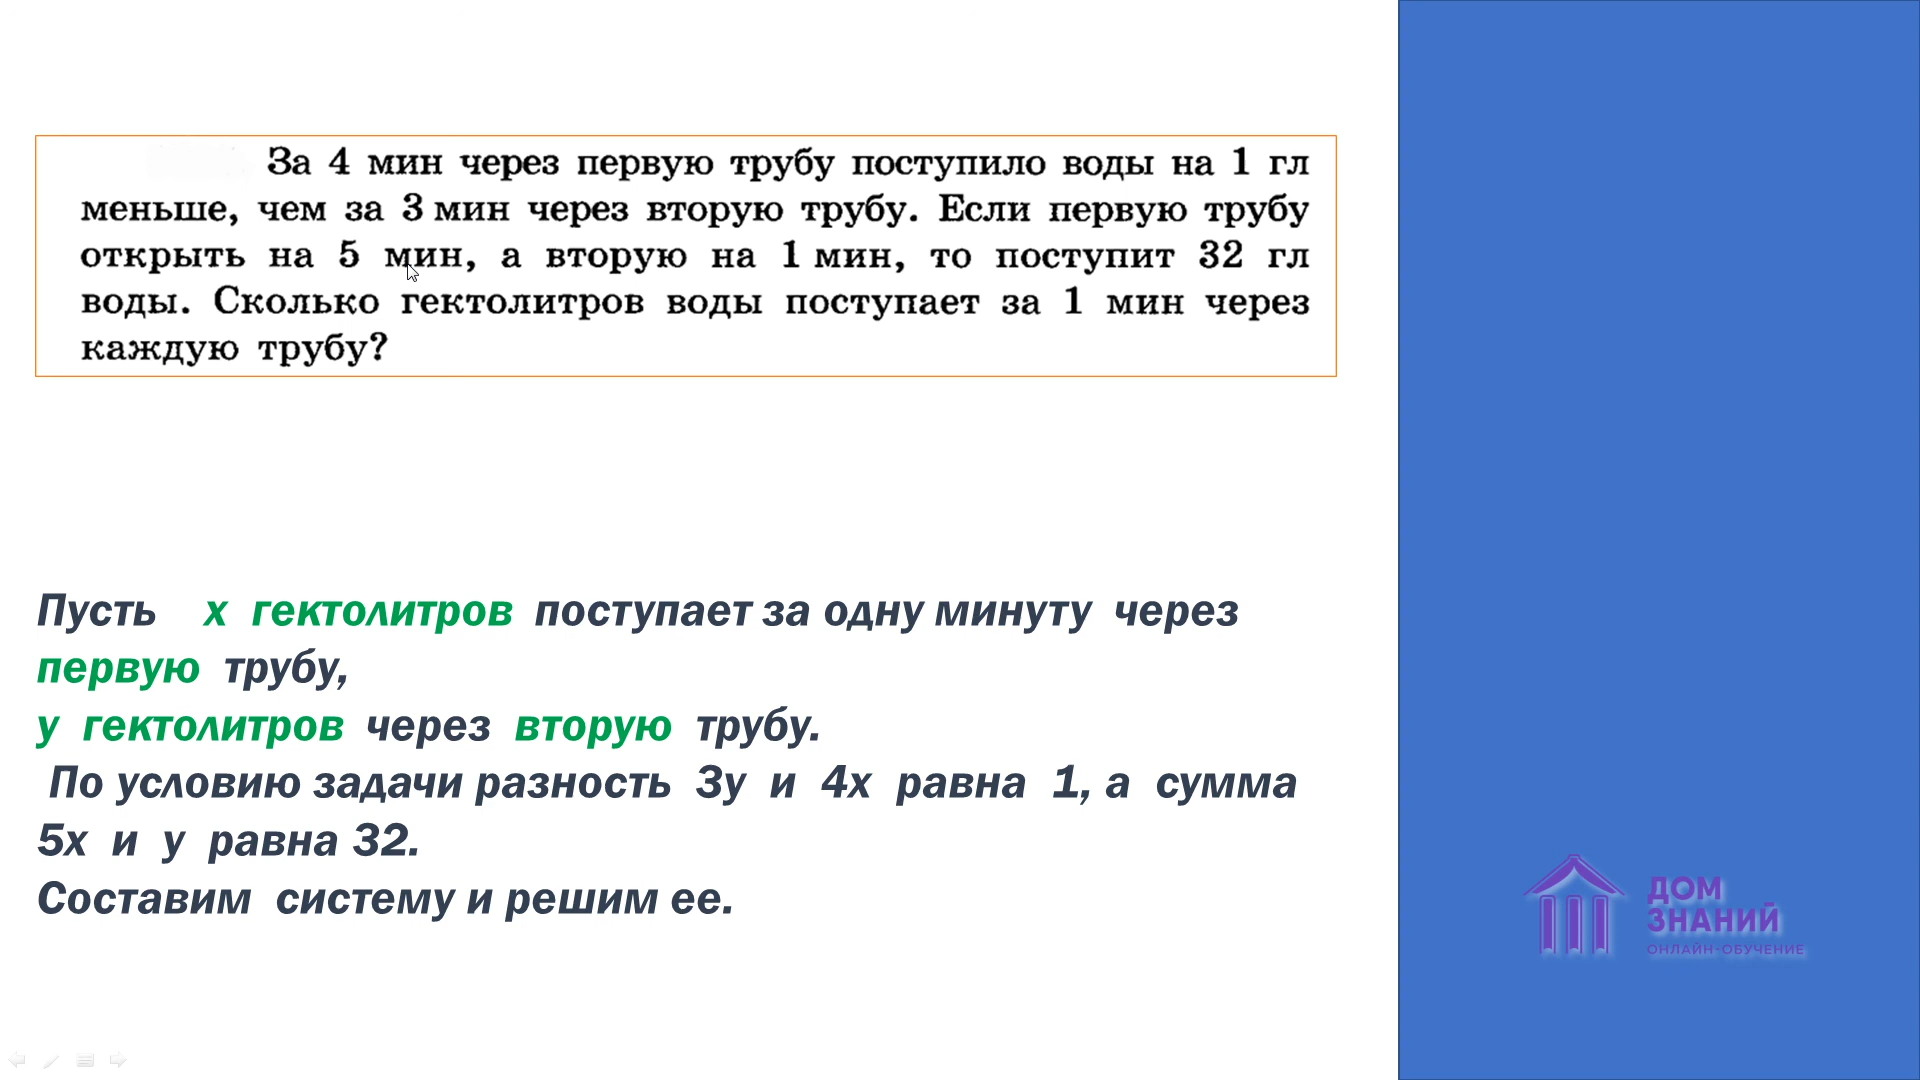 За 4 мин через первую трубу поступило воды на 1 гл
меньше, чем за 3 мин через вторую трубу. Если первую трубу
открыть на 5 мин, а вторую на 1 мин, то поступит 32 гл
воды. Сколько гектолитров воды поступает за 1 мин через
каждую трубу?
Пусть х гектолитров поступает за одну минуту через
первую трубу,
у гектолитров через вторую трубу.
По условию задачи разность 3у и 4х равна 1, а сумма
5х и у равна 32.
Составим систему и решим ее.
ДОМ
ЗНАНИЙ
ОНЛАЙН-ОБУЧЕНИЕ